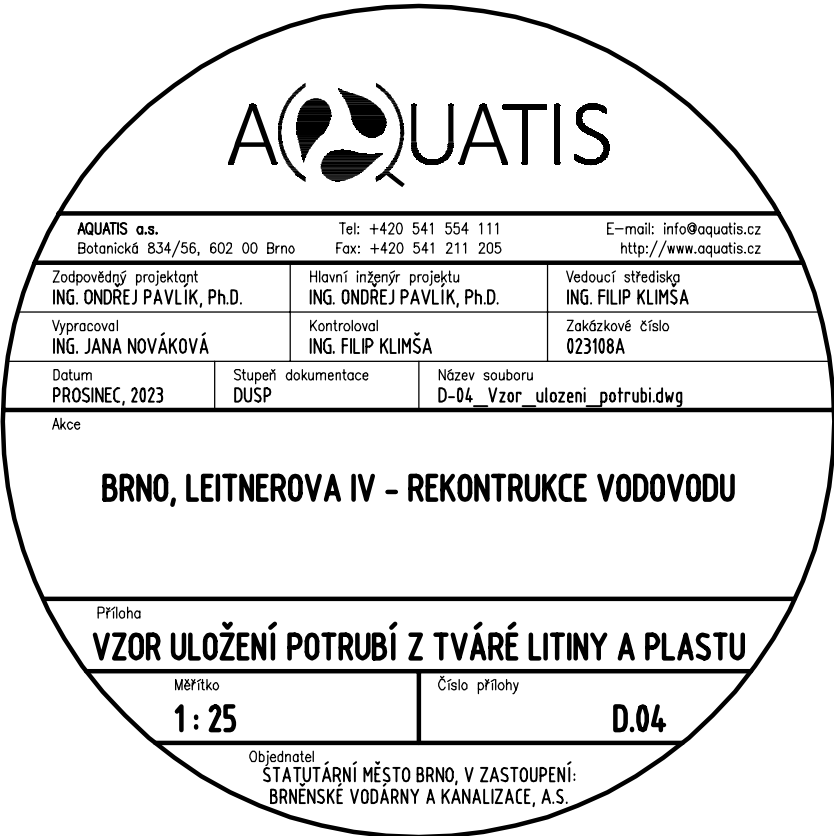 AQUATIS
AQUATIS a.s. Tel: +420 541 554 111 E-mail: info@aquatis.cz
Botanická 834/56, 602 00 Brno Fax: +420 541 211 205 http://www.aquatis.cz
Zodpovědný projektant Hlavní inženýr projektu Vedoucí střediska
ING. ONDŘEJ PAVLÍK, Ph.D. ING. ONDŘEJ PAVLÍK, Ph.D. ING. FILIP KLIMŠA
Vypracoval Kontroloval Zakázkové číslo
ING. JANA NOVÁKOVÁ ING. FILIP KLIMŠA 023108A
Datum Stupeň dokumentace Název souboru
PROSINEC, 2023 DUSP D-04_Vzor_ulozeni_potrubi.dwg
Akce
BRNO, LEITNEROVA IV - REKONTRUKCE VODOVODU
Příloha
VZOR ULOŽENÍ POTRUBÍ Z TVÁRÉ LITINY A PLASTU
Měřítko Číslo přílohy
1 : 25 D.04
Objednatel
STATUTÁRNÍ MĚSTO BRNO, V ZASTOUPENÍ:
BRNĚNSKÉ VODÁRNY A KANALIZACE, A.S.